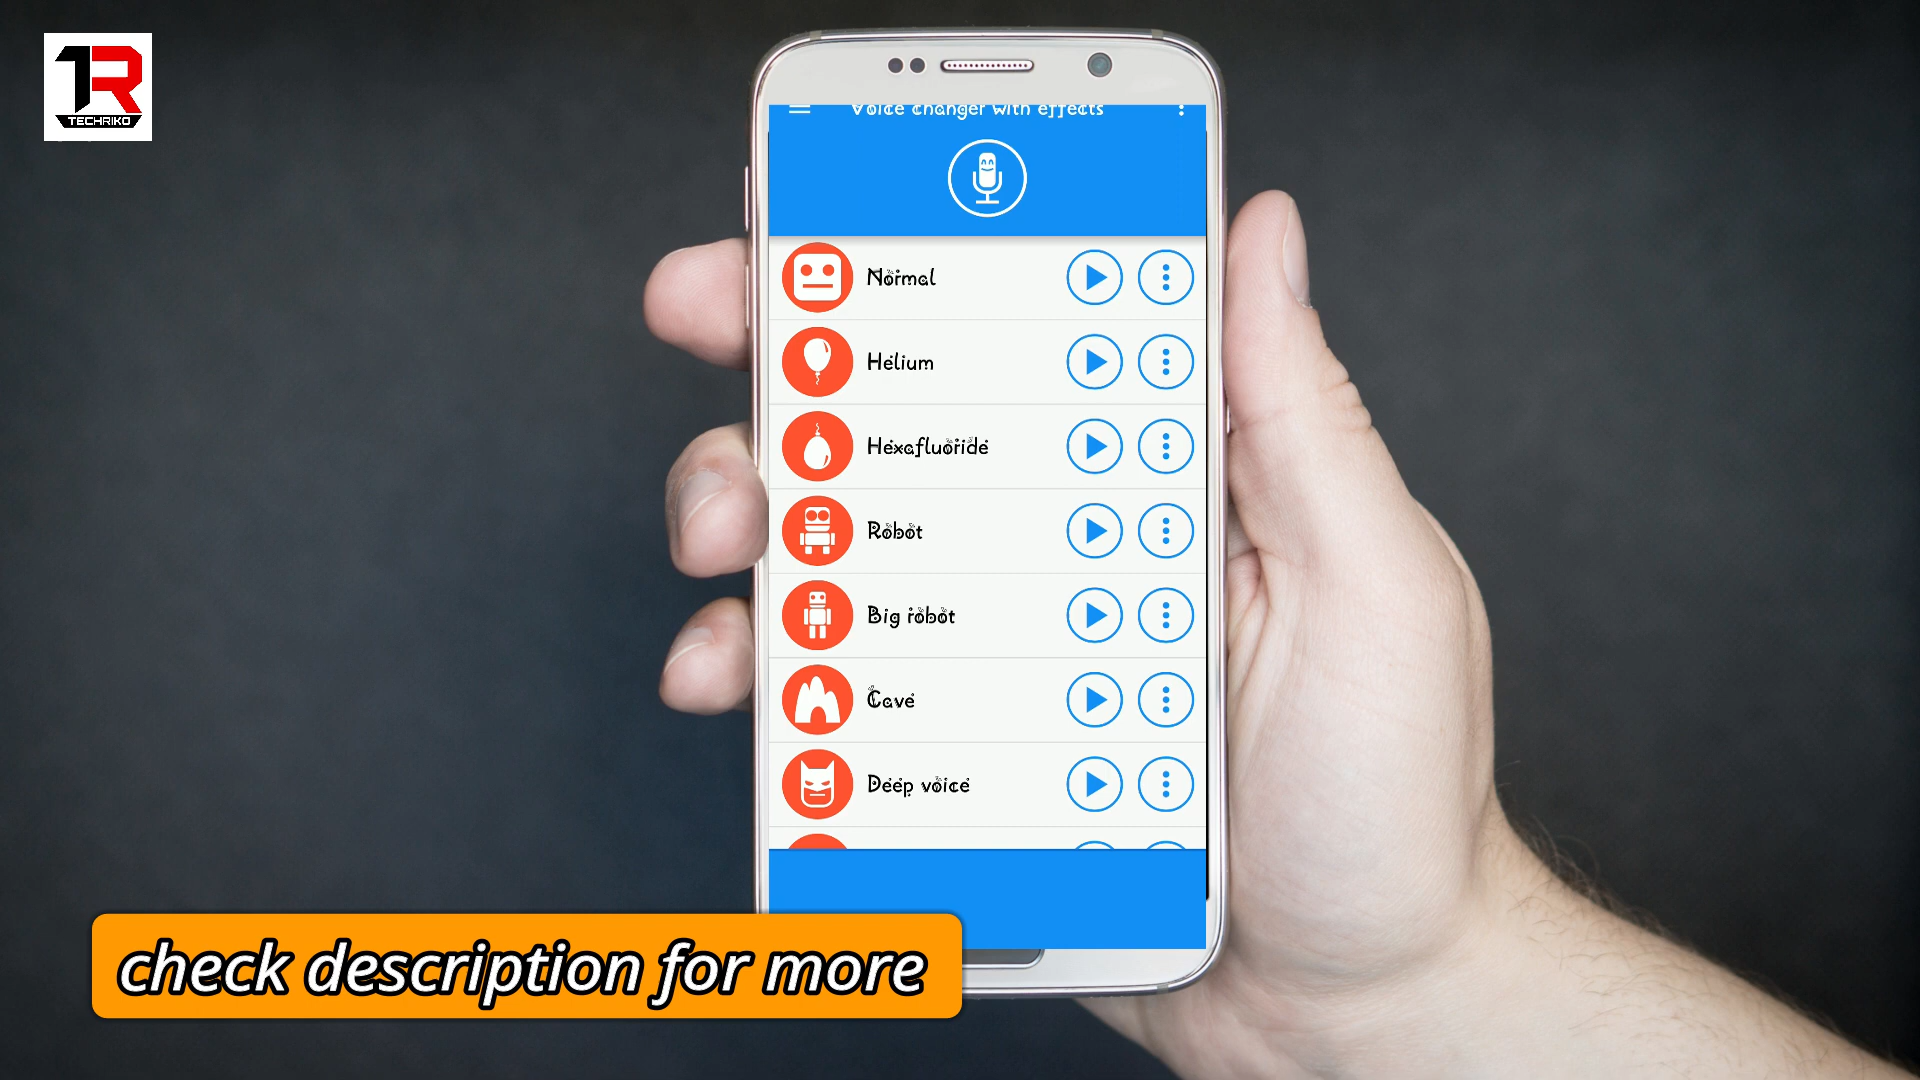 TECHRIKO
Voice changer with effects
Normal
Helium
Hexafluoride
Robot
Big robot
Cave
Deep voice
check description for more